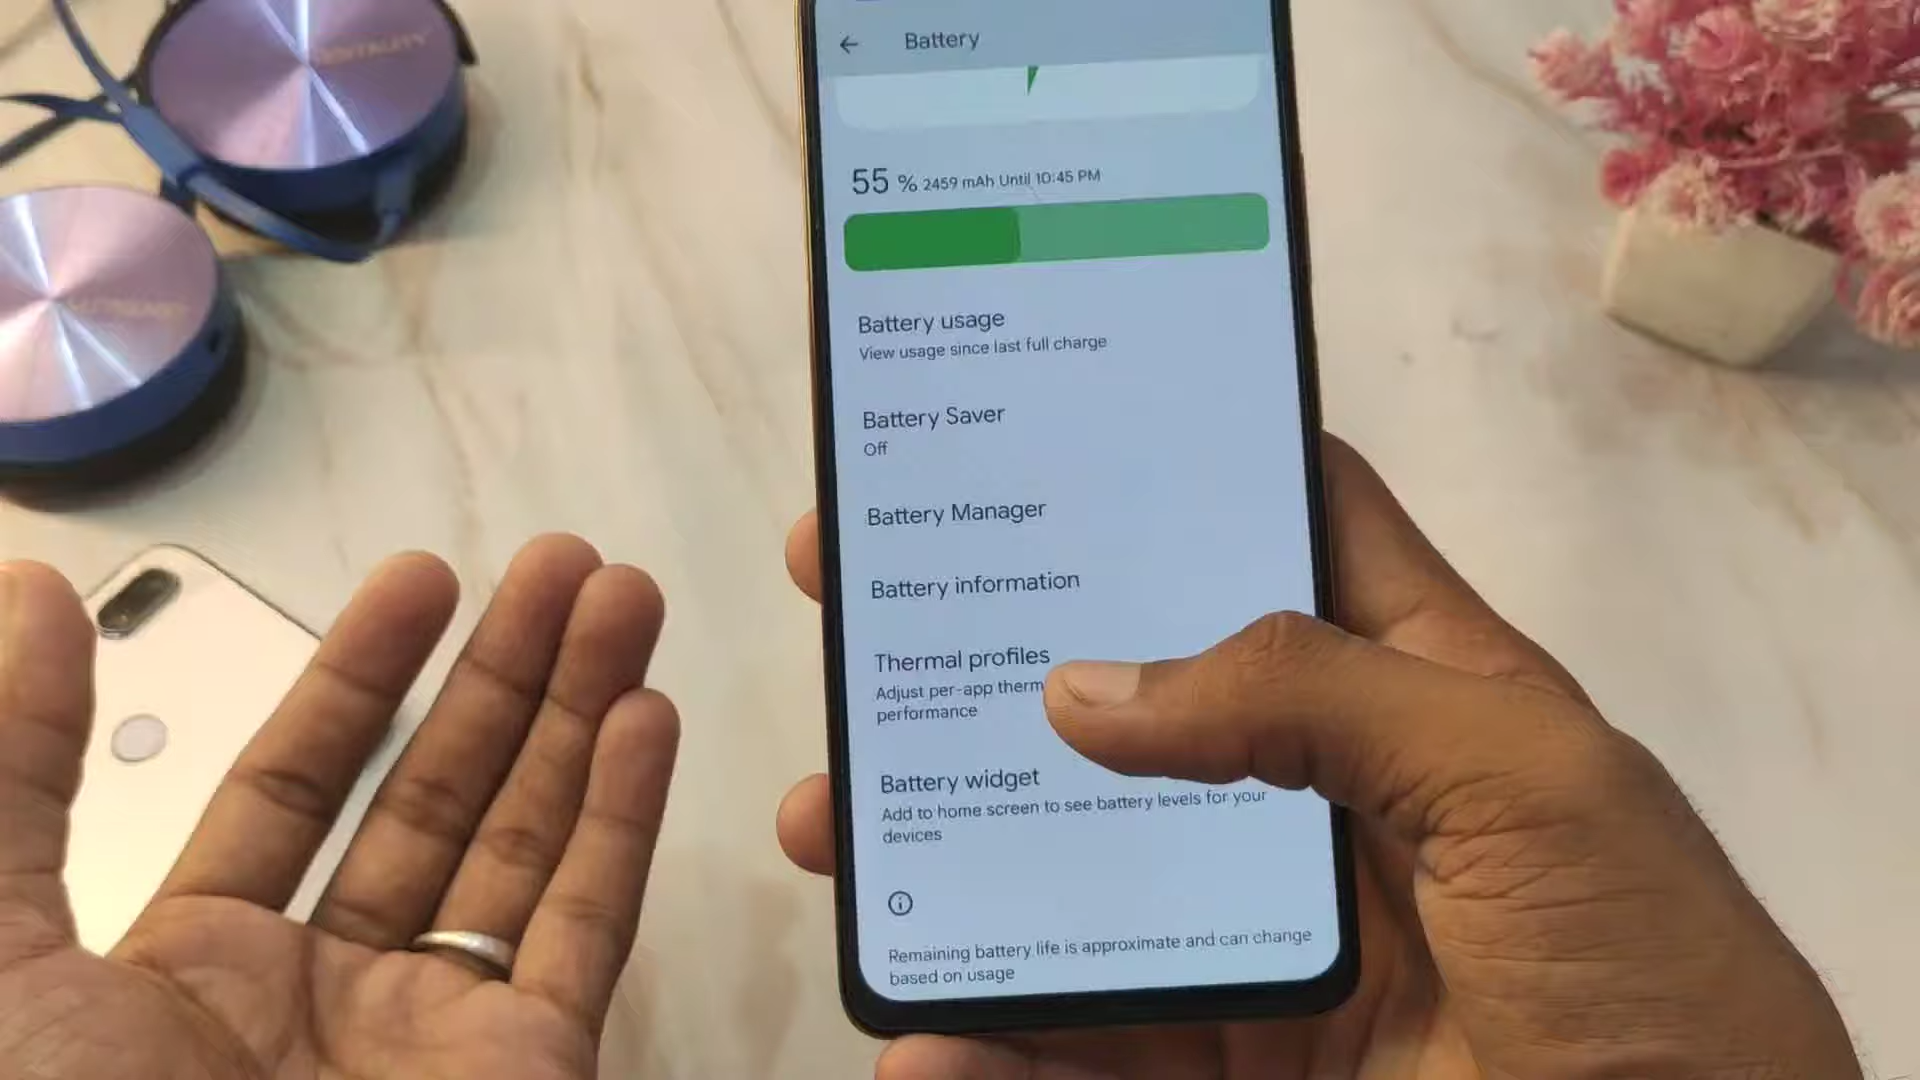 Battery
55 % 2459 mAh Until 10:45 PM
Battery usage
View usage since last full charge
Battery Saver
Off
Battery Manager
Battery information
Thermal profiles
Adjust per-app therm
performance
Battery widget
Add to home screen to see battery levels for your
devices
Remaining battery life is approximate and can change
based on usage